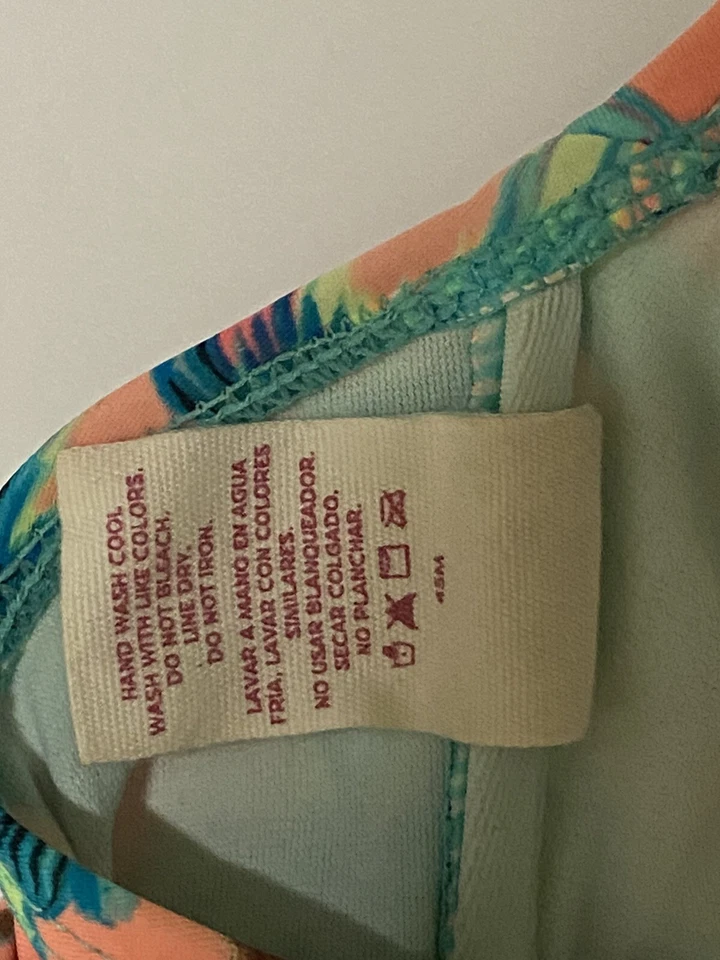 HAND WASH COOL
WASH WITH LIKE COLORS.
DO NOT BLEACH.
LINE DRY.
DO NOT IRON.
LAVAR A MANO EN AGUA
FRÍA, LAVAR CON COLORES
SIMILARES.
NO USAR BLANQUEADOR.
SECAR COLGADO.
NO PLANCHAR.